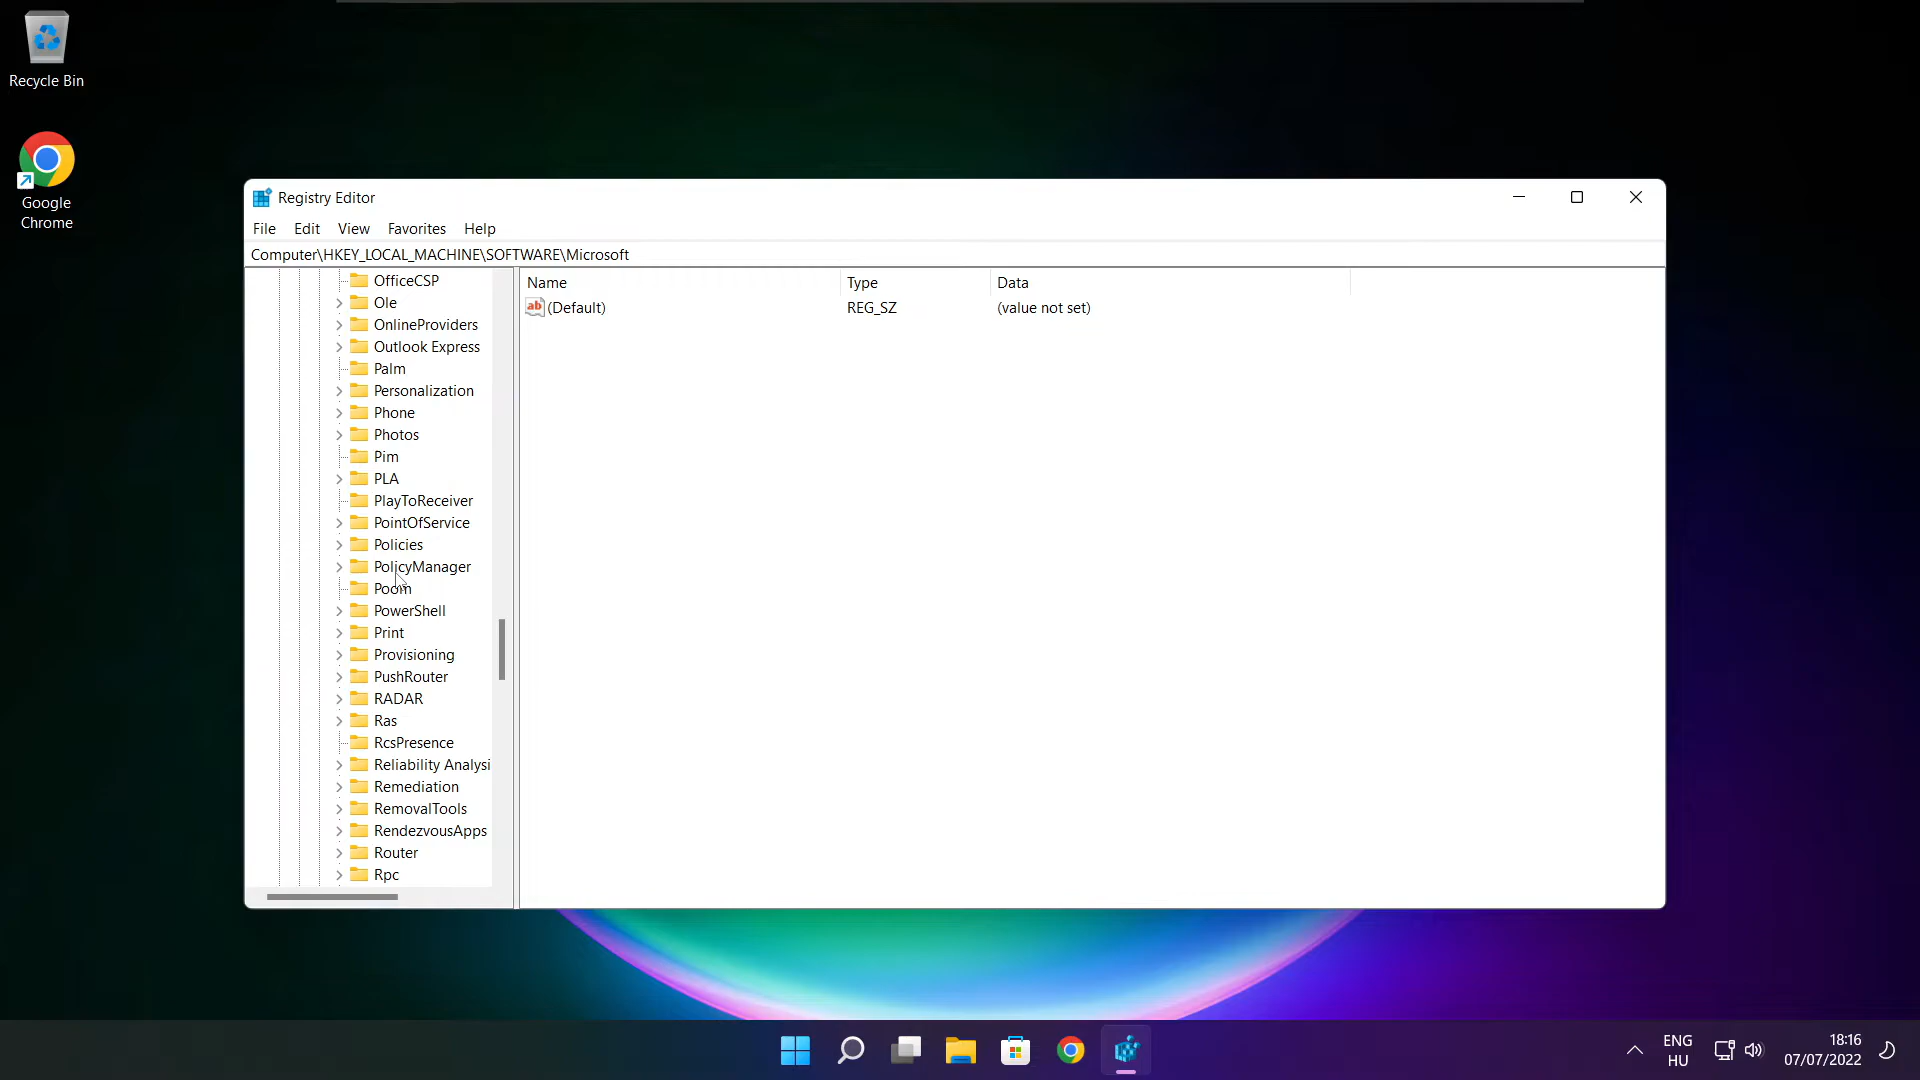 Recycle Bin
Google
Chrome
Registry Editor
File Edit View Favorites Help
Computer\HKEY_LOCAL_MACHINE\SOFTWARE\Microsoft
OfficeCSP
Ole
OnlineProviders
Outlook Express
Palm
Personalization
Phone
Photos
Pim
PLA
PlayToReceiver
PointOfService
Policies
PolicyManager
Poom
PowerShell
Print
Provisioning
PushRouter
RADAR
Ras
RcsPresence
Reliability Analysi
Remediation
RemovalTools
RendezvousApps
Router
Rpc
Name Type Data
ab (Default) REG_SZ (value not set)
ENG
HU
18:16
07/07/2022